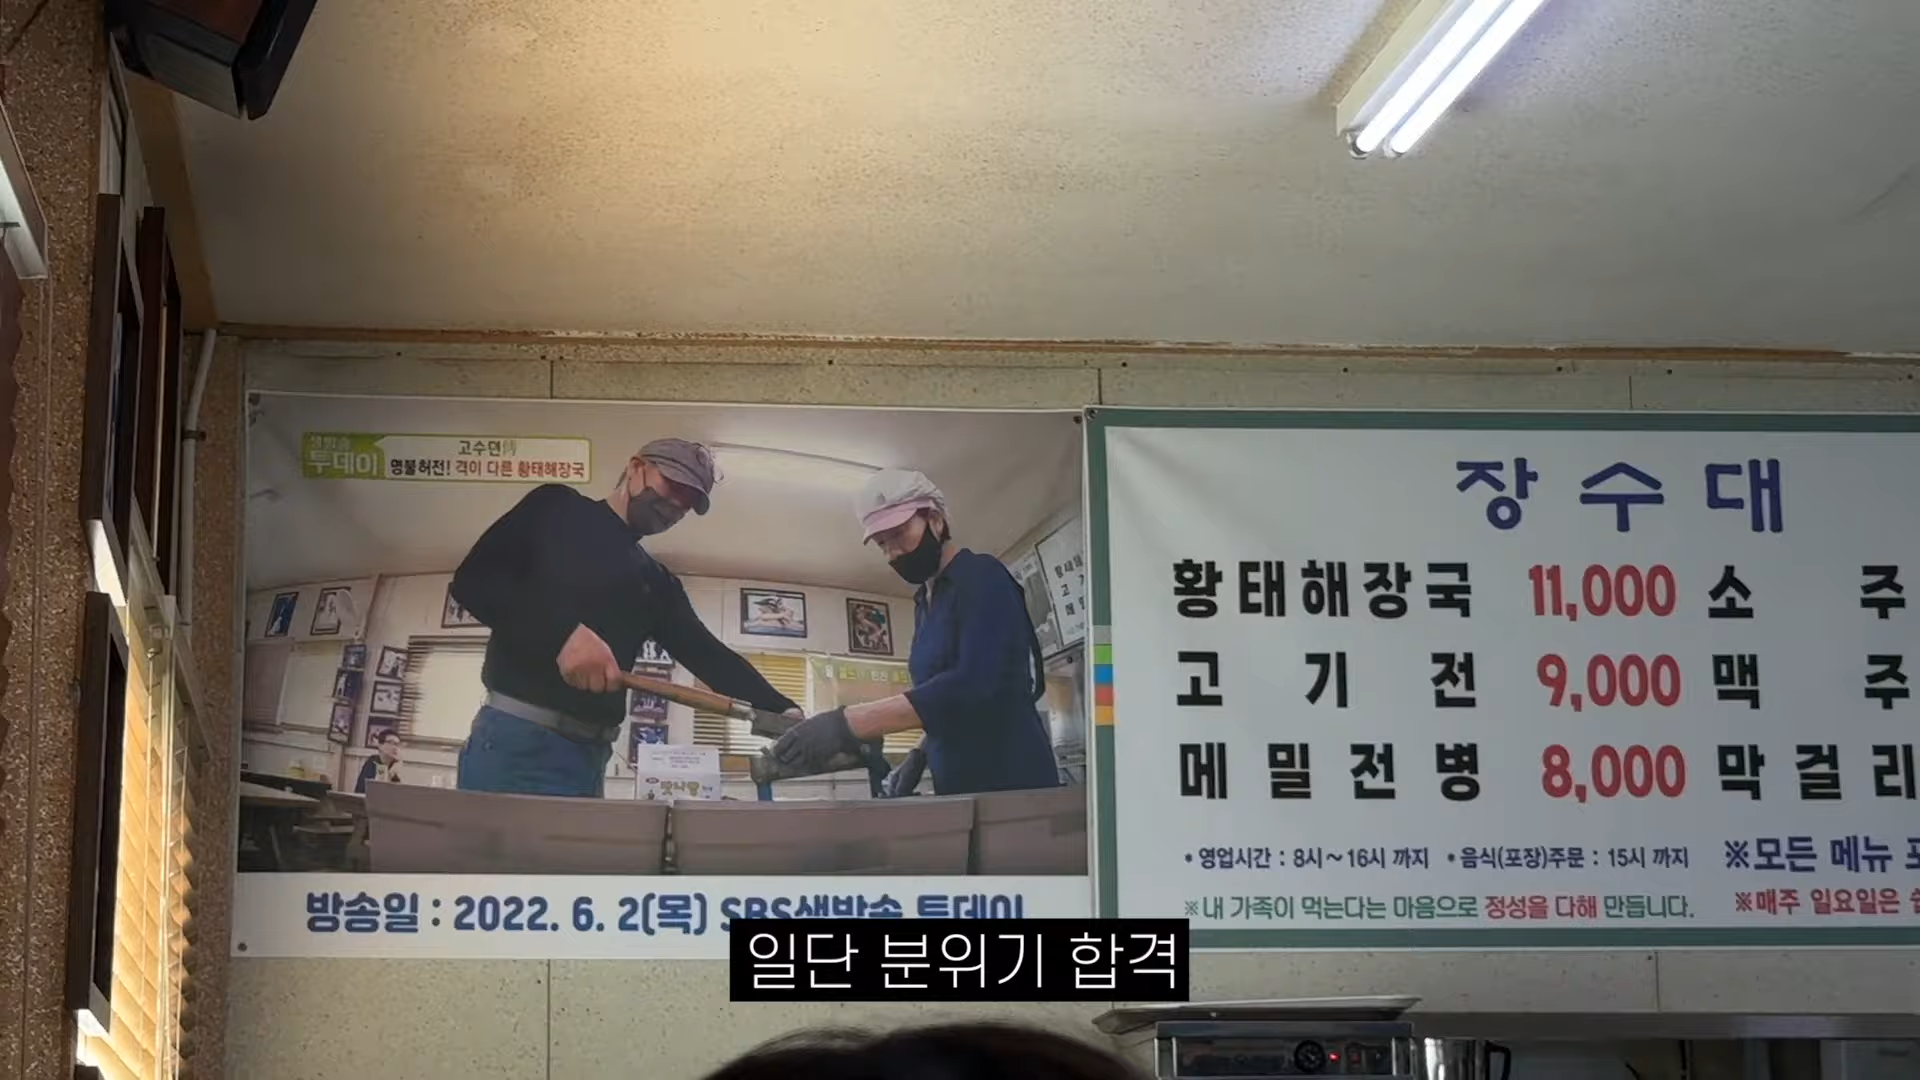 생방송
투데이
고수뎐傳
명불허전! 격이 다른 황태해장국
방송일 : 2022. 6. 2(목) SBS생방송 투데이
장수대
황태해장국 11,000 소주
고기전 9,000 맥주
메밀전병 8,000 막걸리
• 영업시간 : 8시~16시 까지 • 음식(포장)주문 : 15시 까지 ※모든 메뉴
※내 가족이 먹는다는 마음으로 정성을 다해 만듭니다. ※매주 일요일은
일단 분위기 합격